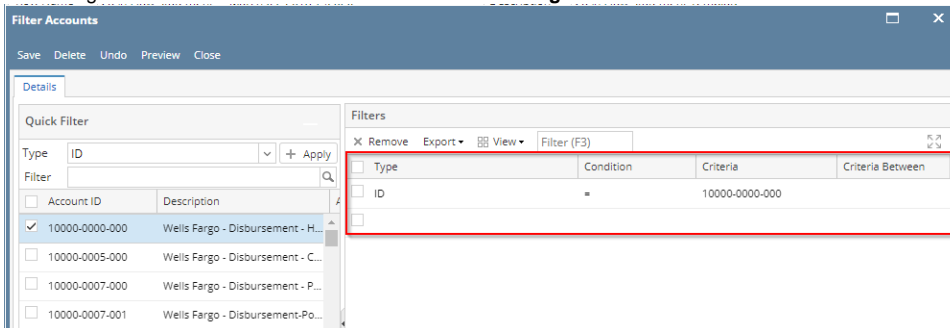 Filter Accounts
Save Delete Undo Preview Close
Details
Quick Filter
Type ID + Apply
Filter
Account ID Description
10000-0000-000 Wells Fargo - Disbursement - H...
10000-0005-000 Wells Fargo - Disbursement - C...
10000-0007-000 Wells Fargo - Disbursement - P...
10000-0007-001 Wells Fargo - Disbursement-Po...
Filters
Remove Export View Filter (F3)
Type Condition Criteria Criteria Between
ID = 10000-0000-000